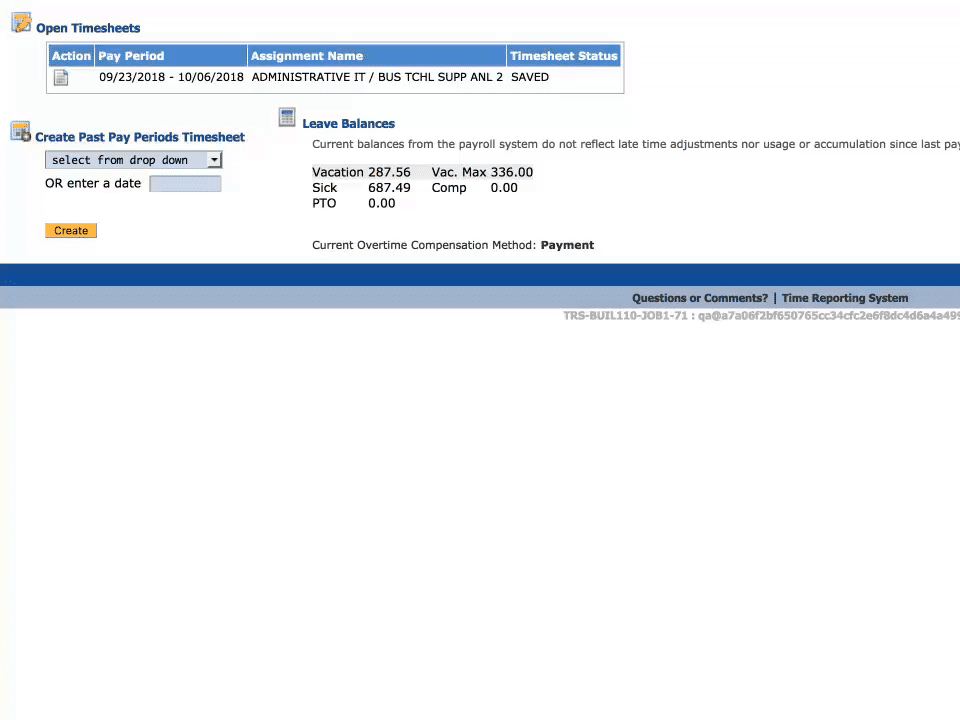 Open Timesheets
Action Pay Period Assignment Name Timesheet Status
09/23/2018 - 10/06/2018 ADMINISTRATIVE IT / BUS TCHL SUPP ANL 2 SAVED
Create Past Pay Periods Timesheet
select from drop down
OR enter a date
Create
Leave Balances
Current balances from the payroll system do not reflect late time adjustments nor usage or accumulation since last pay
Vacation 287.56 Vac. Max 336.00
Sick 687.49 Comp 0.00
PTO 0.00
Current Overtime Compensation Method: Payment
Questions or Comments? | Time Reporting System
TRS-BUIL110-JOB1-71 : qa@a7a06f2bf650765cc34cfc2e6f8dc4d6a4a499